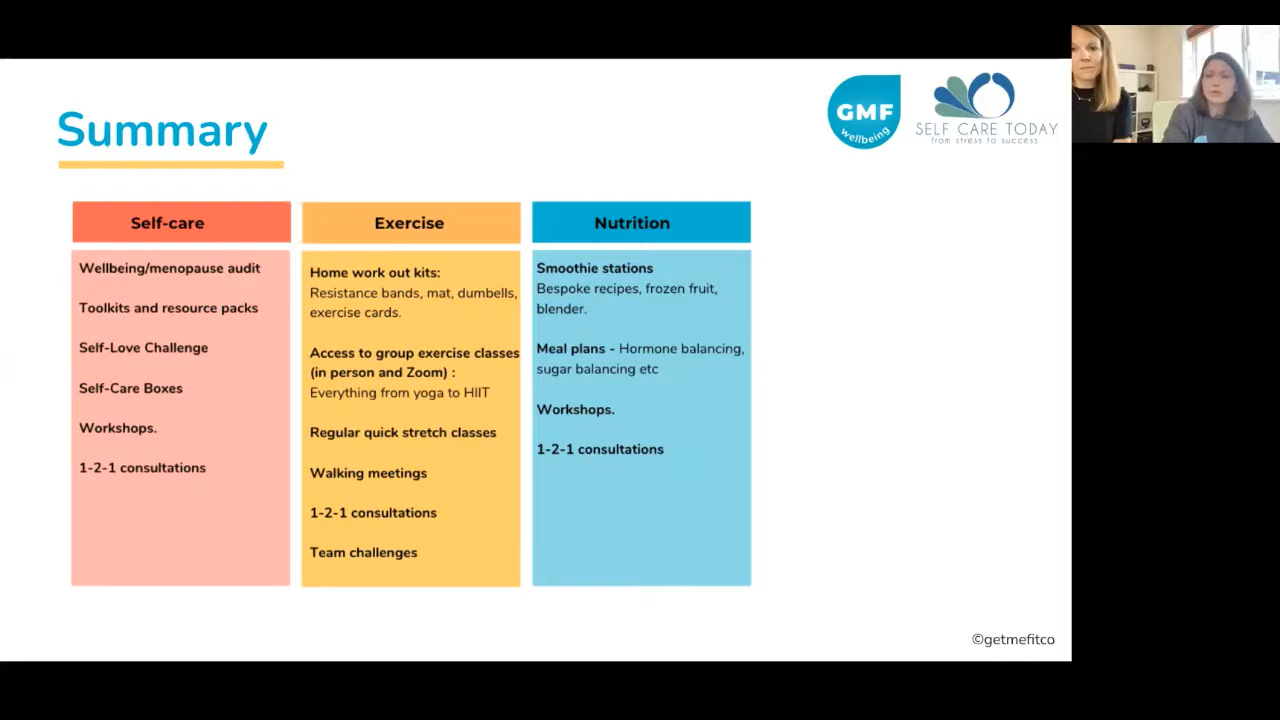 Summary
GMF
wellbeing
SELF CARE TODAY
from stress to success
Self-care
Wellbeing/menopause audit
Toolkits and resource packs
Self-Love Challenge
Self-Care Boxes
Workshops.
1-2-1 consultations
Exercise
Home work out kits:
Resistance bands, mat, dumbells,
exercise cards.
Access to group exercise classes
(in person and Zoom) :
Everything from yoga to HIIT
Regular quick stretch classes
Walking meetings
1-2-1 consultations
Team challenges
Nutrition
Smoothie stations
Bespoke recipes, frozen fruit,
blender.
Meal plans - Hormone balancing,
sugar balancing etc
Workshops.
1-2-1 consultations
©getmefitco